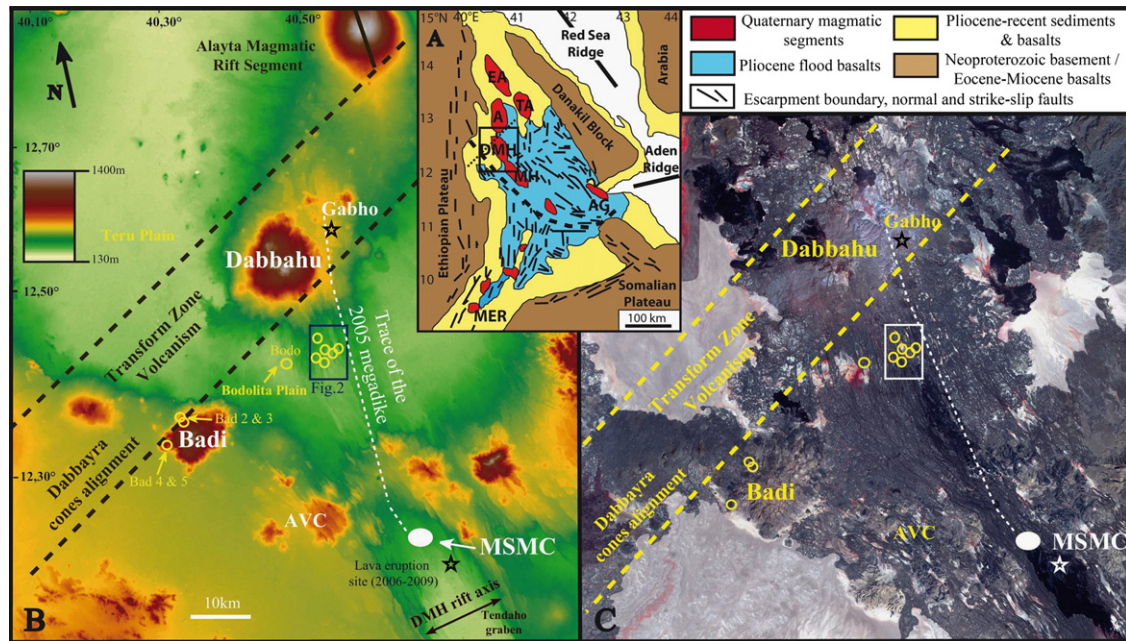 40,30°
40,50°
Alayta Magmatic
Rift Segment
N
12,70°
1400m
130m
Teru Plain
Gabho
Dabbahu
12,50°
Transform Zone
Volcanism
Trace of the
2005 megadike
Bodo
Bodolita Plain
Fig.2
Bad 2 & 3
Badi
Bad 4 & 5
Dabbayra
cones alignment
12,30°
AVC
MSMC
Lava eruption
site (2006-2009)
DMH rift axis
Tendaho
graben
10km
B
A
15°N
40°E
41
42
43
44
14
13
12
11
10
Red Sea
Ridge
Arabia
EA
TA
A
Danakil Block
DMH
MH
Aden
Ridge
AG
Ethiopian Plateau
Somalian
Plateau
MER
100 km
Quaternary magmatic
segments
Pliocene flood basalts
Pliocene-recent sediments
& basalts
Neoproterozoic basement /
Eocene-Miocene
basalts
Escarpment boundary, normal and strike-slip faults
Gabho
Dabbahu
Transform Zone
Volcanism
Dabbayra
cones alignment
Badi
AVC
MSMC
C